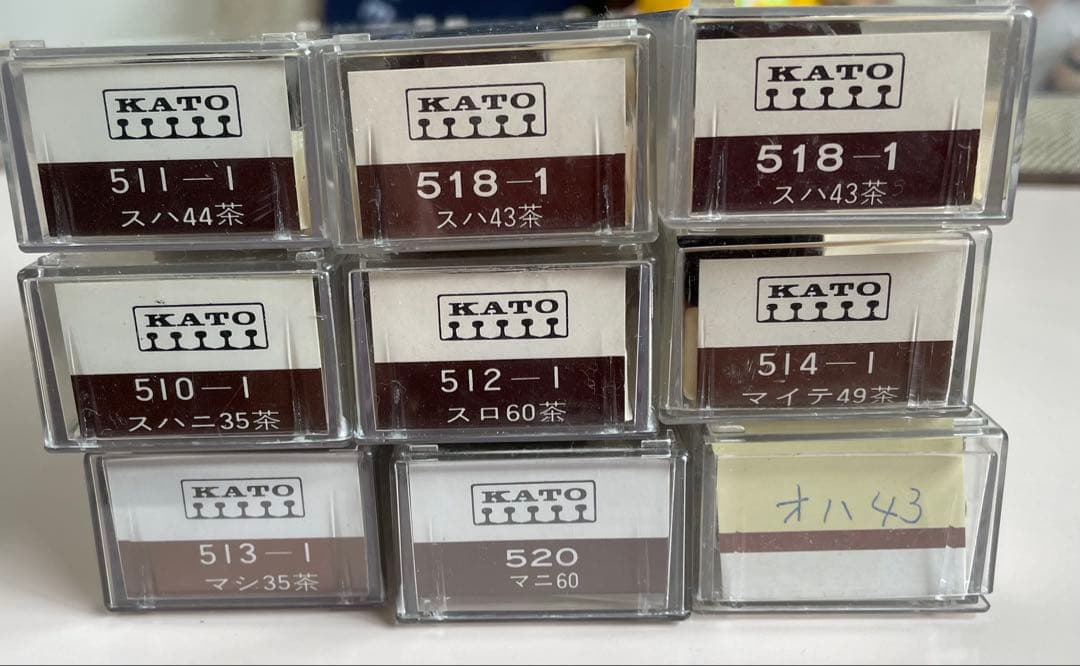 KATO
511-1
スハ44茶
KATO
518-1
スハ43茶
KATO
518-1
スハ43茶
KATO
510-1
スハニ35茶
KATO
512-1
スロ60茶
KATO
514-1
マイテ49茶
KATO
513-1
マシ35茶
KATO
520
マニ60
オハ43